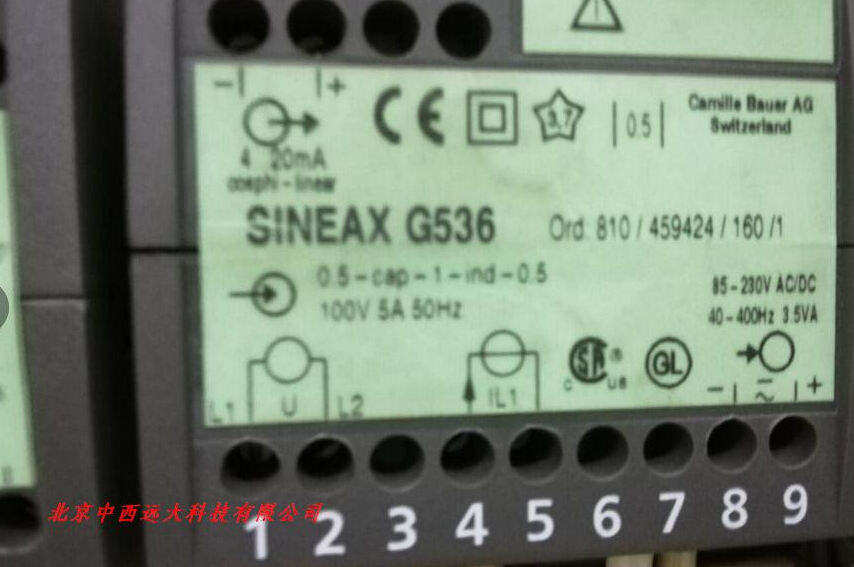 - +
CE 3,7 0.5 Camille Bauer AG
Switzerland
4..20mA
cosphi-linear
SINEAX G536 Ord: 810 / 459424 / 160 /1
0.5-cap-1-ind-0.5
100V 5A 50Hz
85-230V AC/DC
40-400Hz 3.5VA
L1 U L2 IL1 C SA ® US GL - ~ +
北京中西远大科技有限公司
1 2 3 4 5 6 7 8 9